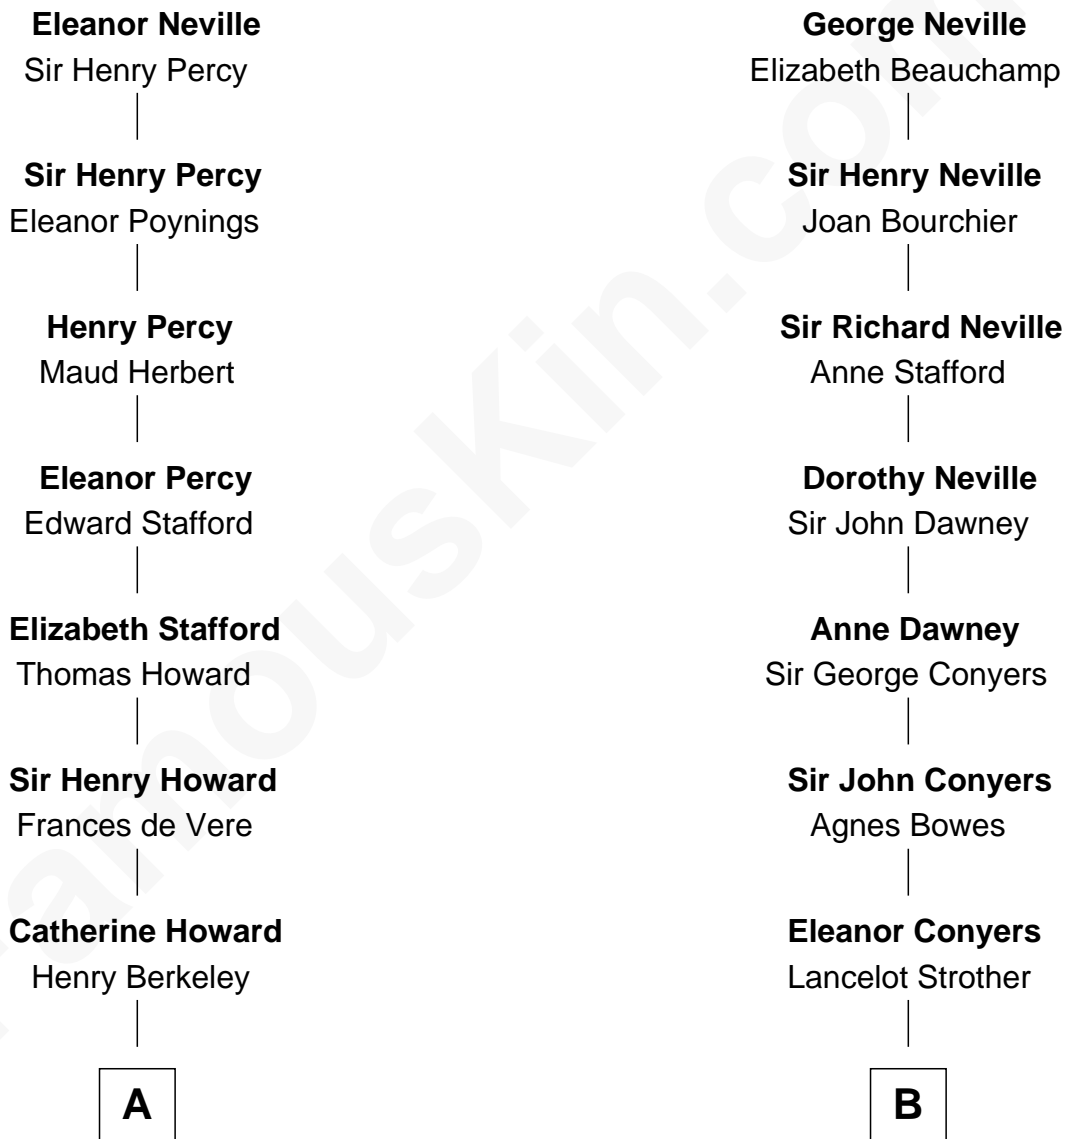 Eleanor Neville
Sir Henry Percy
Sir Henry Percy
Eleanor Poynings
Henry Percy
Maud Herbert
Eleanor Percy
Edward Stafford
Elizabeth Stafford
Thomas Howard
Sir Henry Howard
Frances de Vere
Catherine Howard
Henry Berkeley
A
George Neville
Elizabeth Beauchamp
Sir Henry Neville
Joan Bourchier
Sir Richard Neville
Anne Stafford
Dorothy Neville
Sir John Dawney
Anne Dawney
Sir George Conyers
Sir John Conyers
Agnes Bowes
Eleanor Conyers
Lancelot Strother
B
FamousKin.com